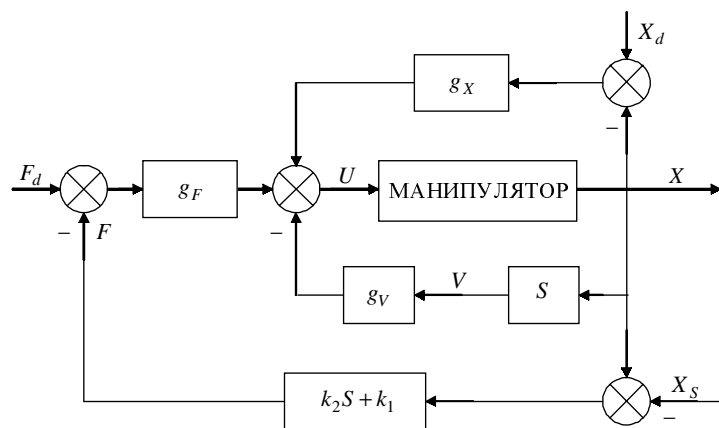 X_d
g_X
−
F_d
g_F
U
МАНИПУЛЯТОР
X
−
F
−
g_V
V
S
k_2S + k_1
X_S
−